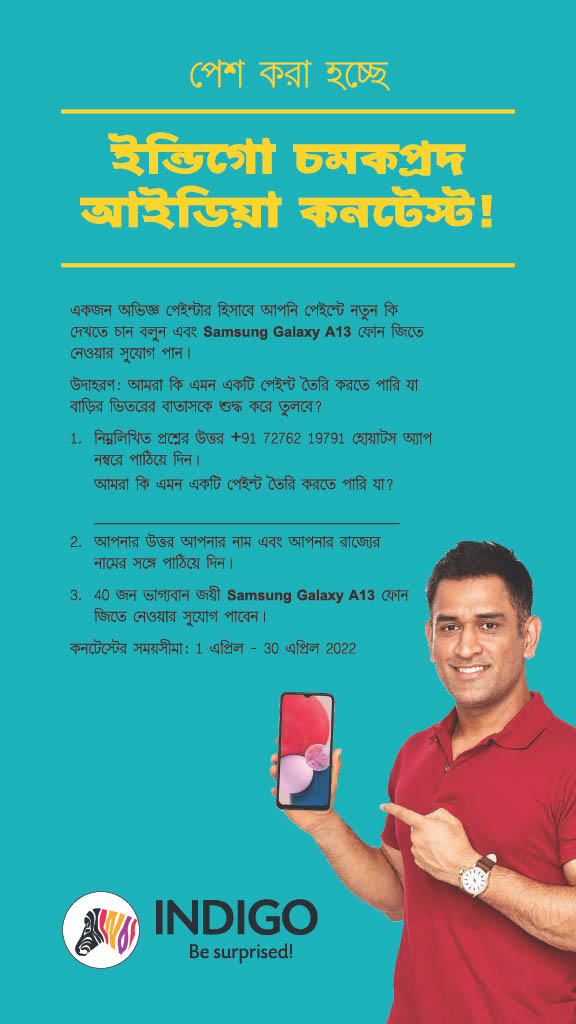 পেশ করা হচ্ছে
ইন্ডিগো চমকপ্রদ
আইডিয়া কনটেস্ট!
একজন অভিজ্ঞ পেইন্টার হিসাবে আপনি পেইন্টে নতুন কি
দেখতে চান বলুন এবং Samsung Galaxy A13 ফোন জিতে
নেওয়ার সুযোগ পান।
উদাহরণ: আমরা কি এমন একটি পেইন্ট তৈরি করতে পারি যা
বাড়ির ভিতরের বাতাসকে শুদ্ধ করে তুলবে?
1. নিম্নলিখিত প্রশ্নের উত্তর +91 72762 19791 হোয়াটস অ্যাপ
নম্বরে পাঠিয়ে দিন।
আমরা কি এমন একটি পেইন্ট তৈরি করতে পারি যা?
2. আপনার উত্তর আপনার নাম এবং আপনার রাজ্যের
নামের সঙ্গে পাঠিয়ে দিন।
3. 40 জন ভাগ্যবান জয়ী Samsung Galaxy A13 ফোন
জিতে নেওয়ার সুযোগ পাবেন।
কনটেস্টের সময়সীমা: 1 এপ্রিল - 30 এপ্রিল 2022
INDIGO
Be surprised!